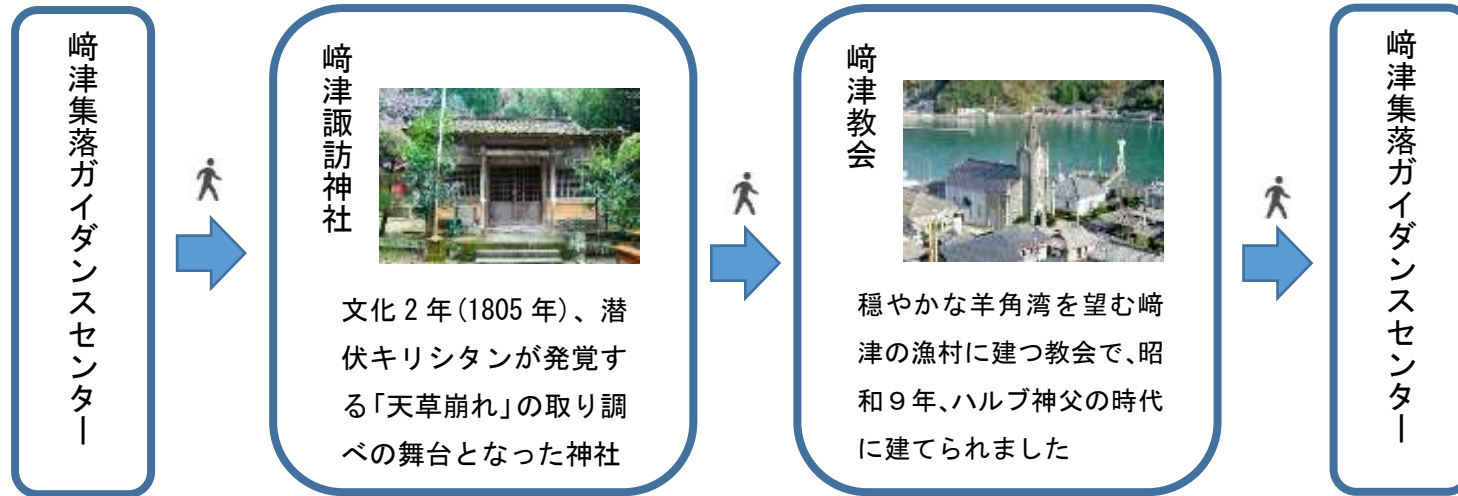 﨑津集落ガイダンスセンター
﨑津諏訪神社
文化２年(1805 年)、潜
伏キリシタンが発覚す
る「天草崩れ」の取り調
べの舞台となった神社
﨑津教会
穏やかな羊角湾を望む﨑
津の漁村に建つ教会で、昭
和９年、ハルブ神父の時代
に建てられました
﨑津集落ガイダンスセンター